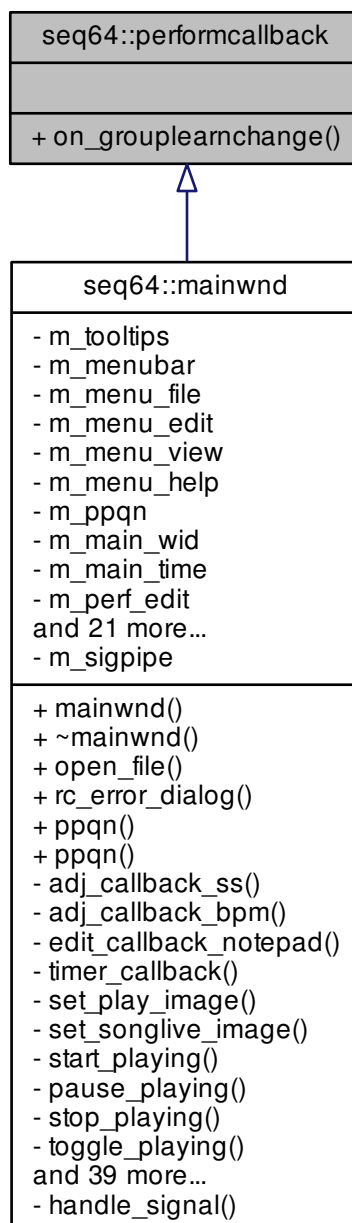 seq64::performcallback
+ on_grouplearnchange()
seq64::mainwnd
- m_tooltips
- m_menubar
- m_menu_file
- m_menu_edit
- m_menu_view
- m_menu_help
- m_ppqn
- m_main_wid
- m_main_time
- m_perf_edit
and 21 more...
- m_sigpipe
+ mainwnd()
+ ~mainwnd()
+ open_file()
+ rc_error_dialog()
+ ppqn()
+ ppqn()
- adj_callback_ss()
- adj_callback_bpm()
- edit_callback_notepad()
- timer_callback()
- set_play_image()
- set_songlive_image()
- start_playing()
- pause_playing()
- stop_playing()
- toggle_playing()
and 39 more...
- handle_signal()